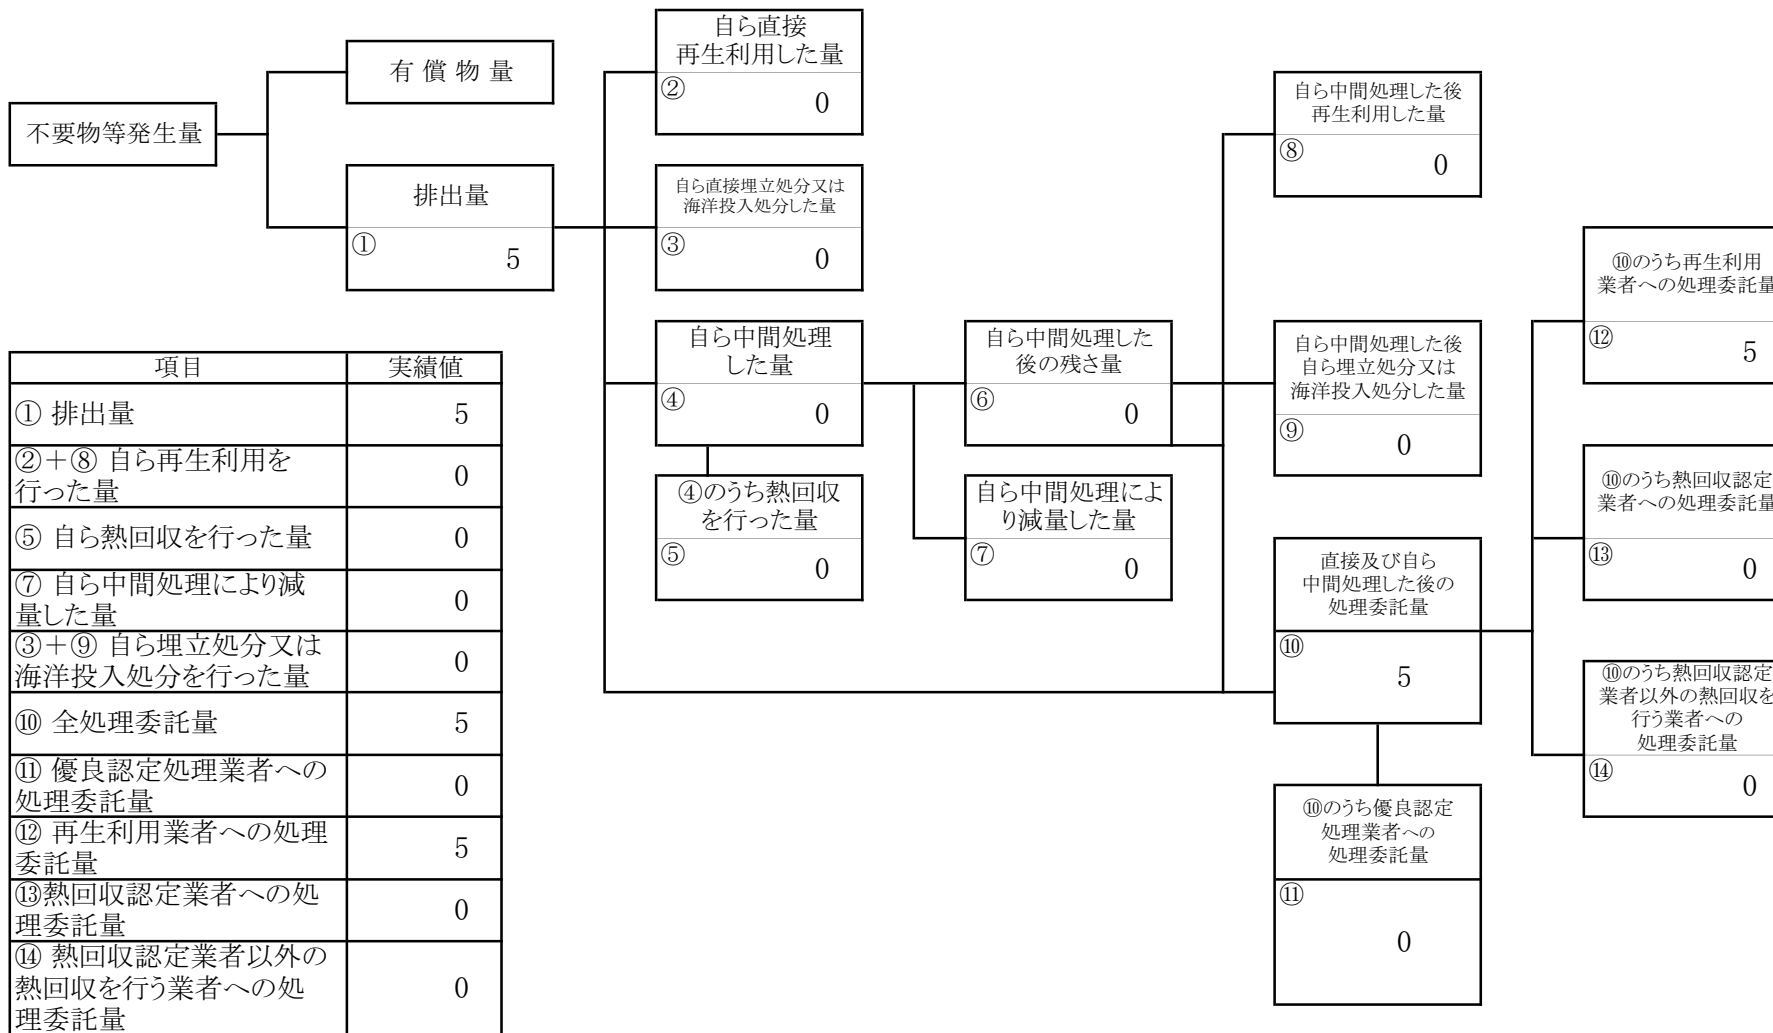 不要物等発生量
有償物量
排出量
①
5
自ら直接
再生利用した量
②
0
自ら直接埋立処分又は
海洋投入処分した量
③
0
自ら中間処理
した量
④
0
④のうち熱回収
を行った量
⑤
0
自ら中間処理した
後の残さ量
⑥
0
自ら中間処理によ
り減量した量
⑦
0
自ら中間処理した後
再生利用した量
⑧
0
自ら中間処理した後
自ら埋立処分又は
海洋投入処分した量
⑨
0
直接及び自ら
中間処理した後の
処理委託量
⑩
5
⑩のうち優良認定
処理業者への
処理委託量
⑪
0
⑩のうち再生利用
業者への処理委託量
⑫
5
⑩のうち熱回収認定
業者への処理委託量
⑬
0
⑩のうち熱回収認定
業者以外の熱回収を
行う業者への
処理委託量
⑭
0
項目 実績値
① 排出量 5
②+⑧ 自ら再生利用を
行った量 0
⑤ 自ら熱回収を行った量 0
⑦ 自ら中間処理により減
量した量 0
③+⑨ 自ら埋立処分又は
海洋投入処分を行った量 0
⑩ 全処理委託量 5
⑪ 優良認定処理業者への
処理委託量 0
⑫ 再生利用業者への処理
委託量 5
⑬熱回収認定業者への処
理委託量 0
⑭ 熱回収認定業者以外の
熱回収を行う業者への処
理委託量 0